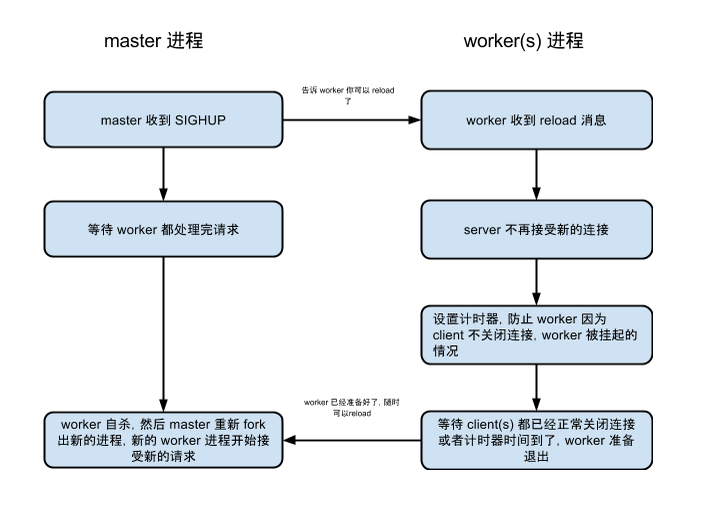 master 进程
worker(s) 进程
告诉 worker 你可以 reload
了
master 收到 SIGHUP
worker 收到 reload 消息
等待 worker 都处理完请求
server 不再接受新的连接
设置计时器, 防止 worker 因为
client 不关闭连接, worker 被挂起的
情况
worker 已经准备好了, 随时
可以reload
worker 自杀, 然后 master 重新 fork
出新的进程, 新的 worker 进程开始接
受新的请求
等待 client(s) 都已经正常关闭连接
或者计时器时间到了, worker 准备
退出